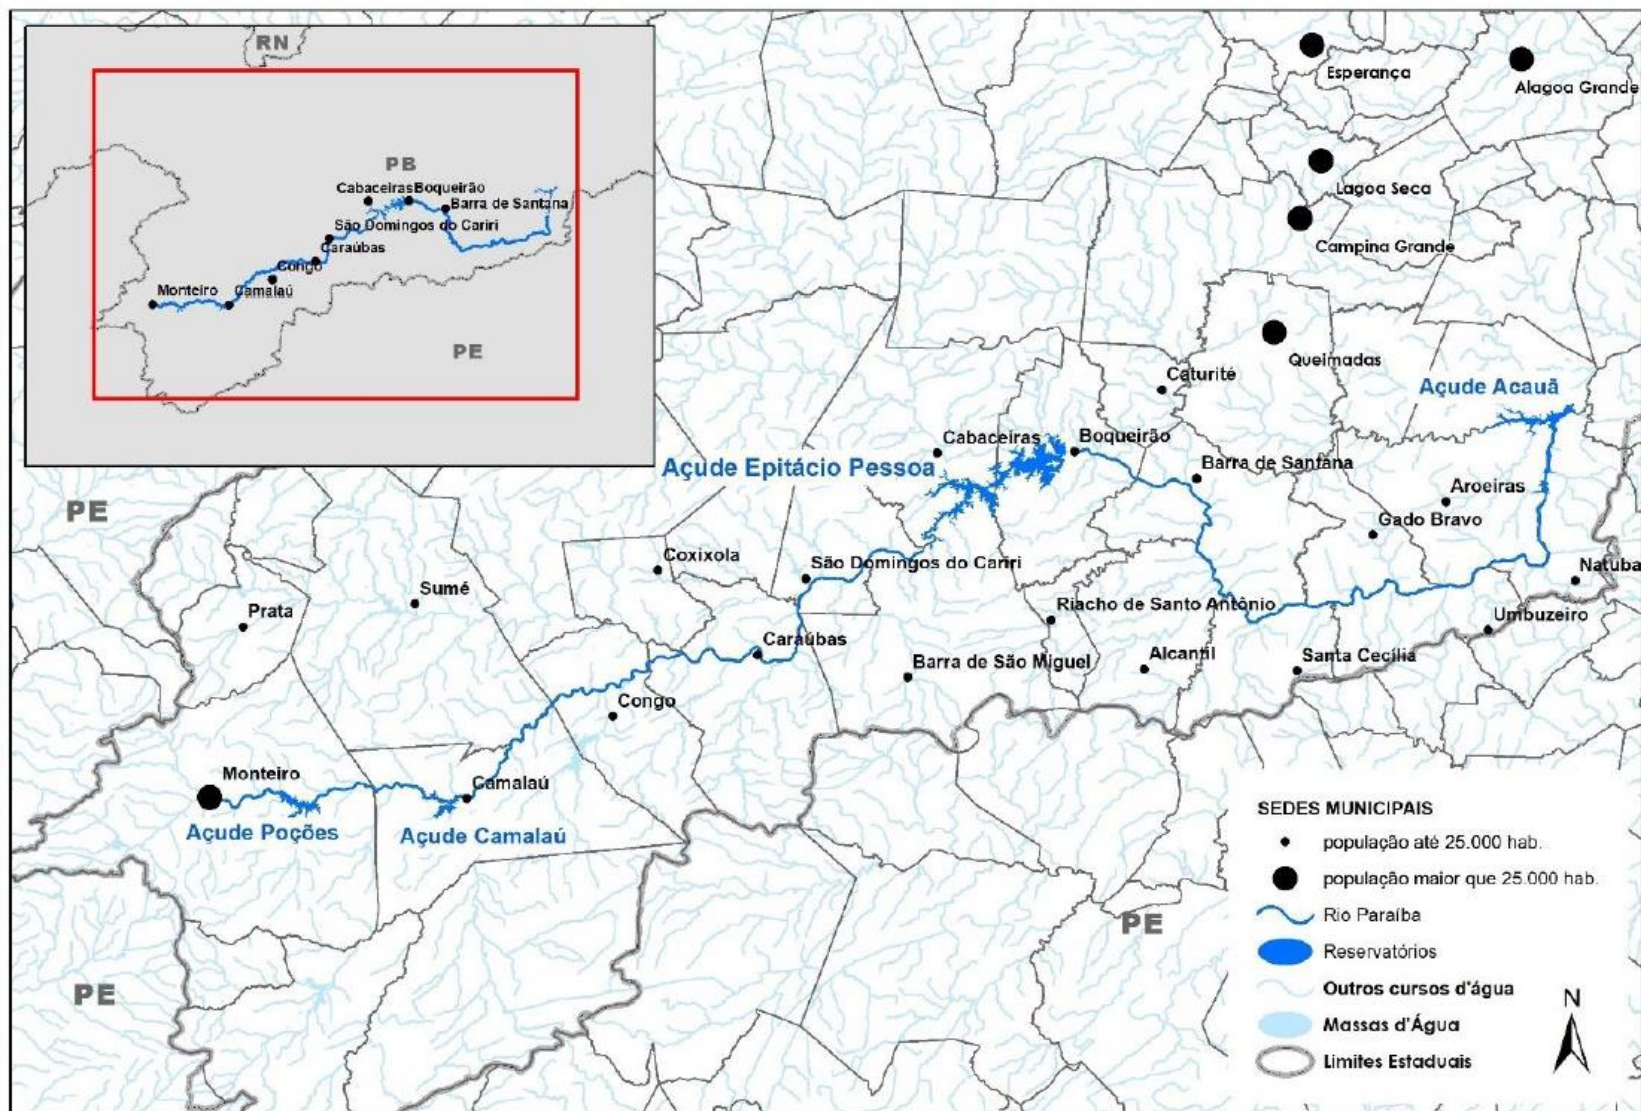 RN
PB
Cabaceiras Boqueirão
Barra de Santana
São Domingos do Cariri
Caraúbas
Congo
Monteiro
Camalaú
PE
Esperança
Alagoa Grande
Lagoa Seca
Campina Grande
Queimadas
Açude Acauã
Caturité
Cabaceiras
Boqueirão
Açude Epitácio Pessoa
Barra de Santana
Aroeiras
PE
Gado Bravo
Coxixola
São Domingos do Cariri
Natuba
Sumé
Prata
Riacho de Santo Antônio
Umbuzeiro
Caraúbas
Barra de São Miguel
Alcantil
Santa Cecília
Congo
Monteiro
Camalaú
Açude Poções
Açude Camalaú
PE
PE
SEDES MUNICIPAIS
população até 25.000 hab.
população maior que 25.000 hab.
Rio Paraíba
Reservatórios
Outros cursos d'água
Massas d'Água
Limites Estaduais
N